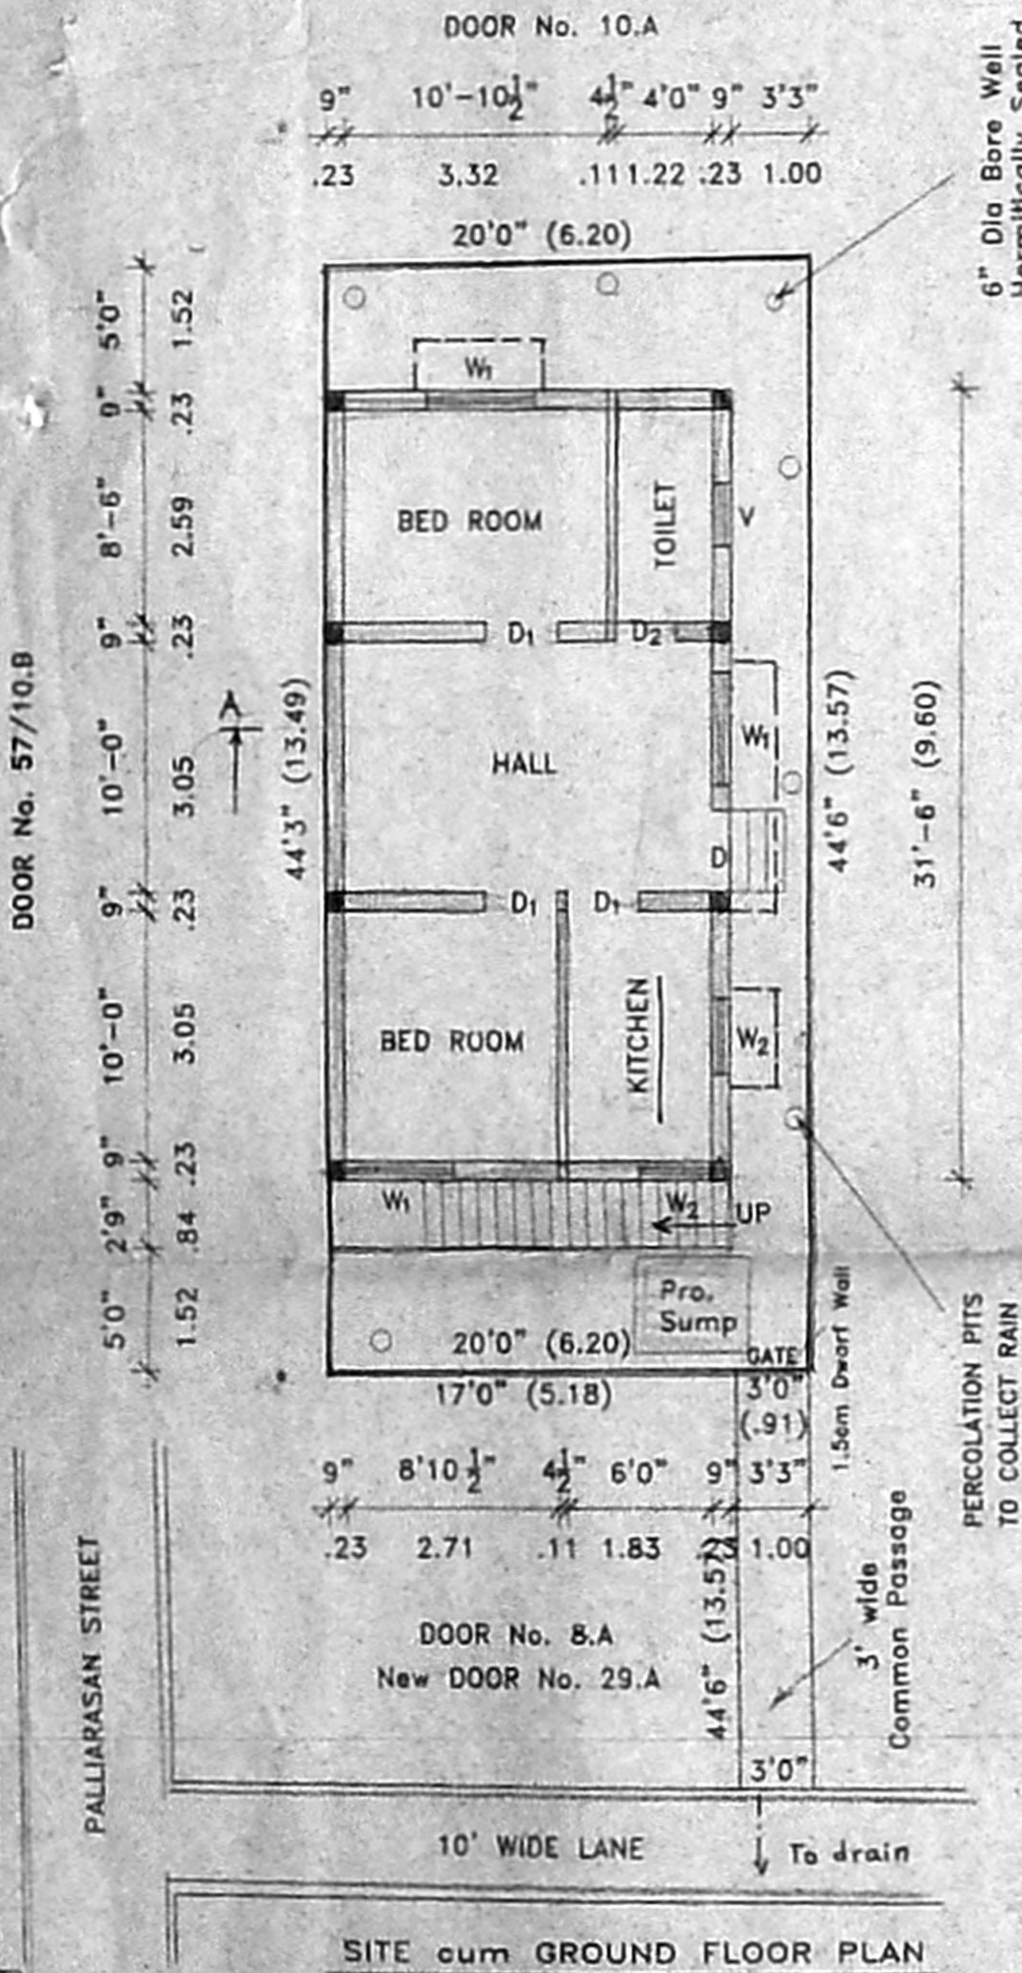 DOOR No. 10.A
9" 10'-10½" 4½" 4'0" 9" 3'3"
.23 3.32 .11 1.22 .23 1.00
20'0" (6.20)
6" Dia Bore Well
Hermitically Sealed
5'0" 9" 8'-6" 9" 10'-0" 9" 10'-0" 9" 2'9" 5'0"
1.52 .23 2.59 .23 3.05 .23 3.05 .23 .84 1.52
DOOR No. 57/10.B
44'3" (13.49)
W1
BED ROOM
TOILET
V
D1
D2
HALL
W1
D
44'6" (13.57)
31'-6" (9.60)
D1
D1
BED ROOM
KITCHEN
W2
W1
W2
UP
Pro.
Sump
20'0" (6.20)
GATE
17'0" (5.18)
3'0"
(.91)
1.5em Dwarf Wall
PERCOLATION PITS
TO COLLECT RAIN
9" 8'10½" 4½" 6'0" 9" 3'3"
.23 2.71 .11 1.83 .23 1.00
DOOR No. 8.A
New DOOR No. 29.A
44'6" (13.57)
3' wide
Common Passage
3'0"
PALLIARASAN STREET
10' WIDE LANE
To drain
SITE cum GROUND FLOOR PLAN